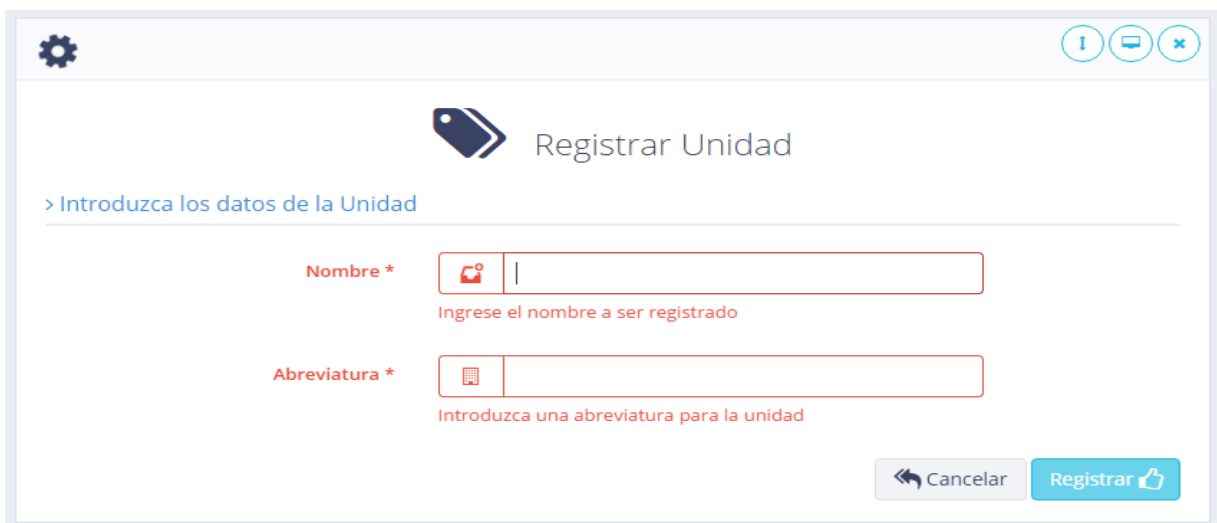 Registrar Unidad
> Introduzca los datos de la Unidad
Nombre *
Ingrese el nombre a ser registrado
Abreviatura *
Introduzca una abreviatura para la unidad
Cancelar Registrar